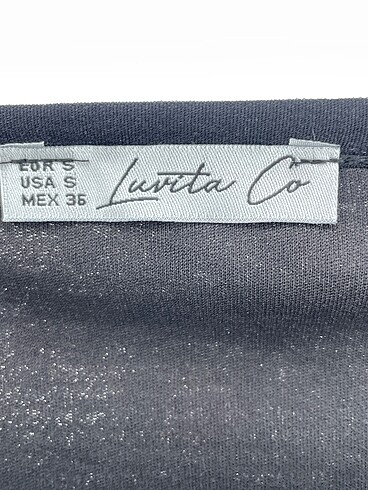 EUR S
USA S
MEX 36
Luvita Co